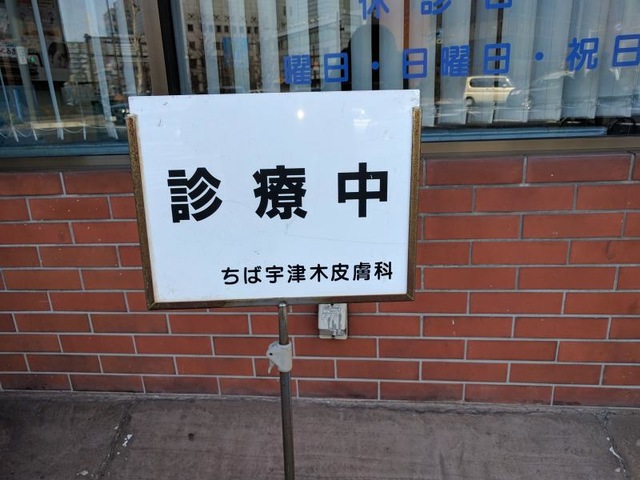 休診日
曜日・日曜日・祝日
診療中
ちば宇津木皮膚科